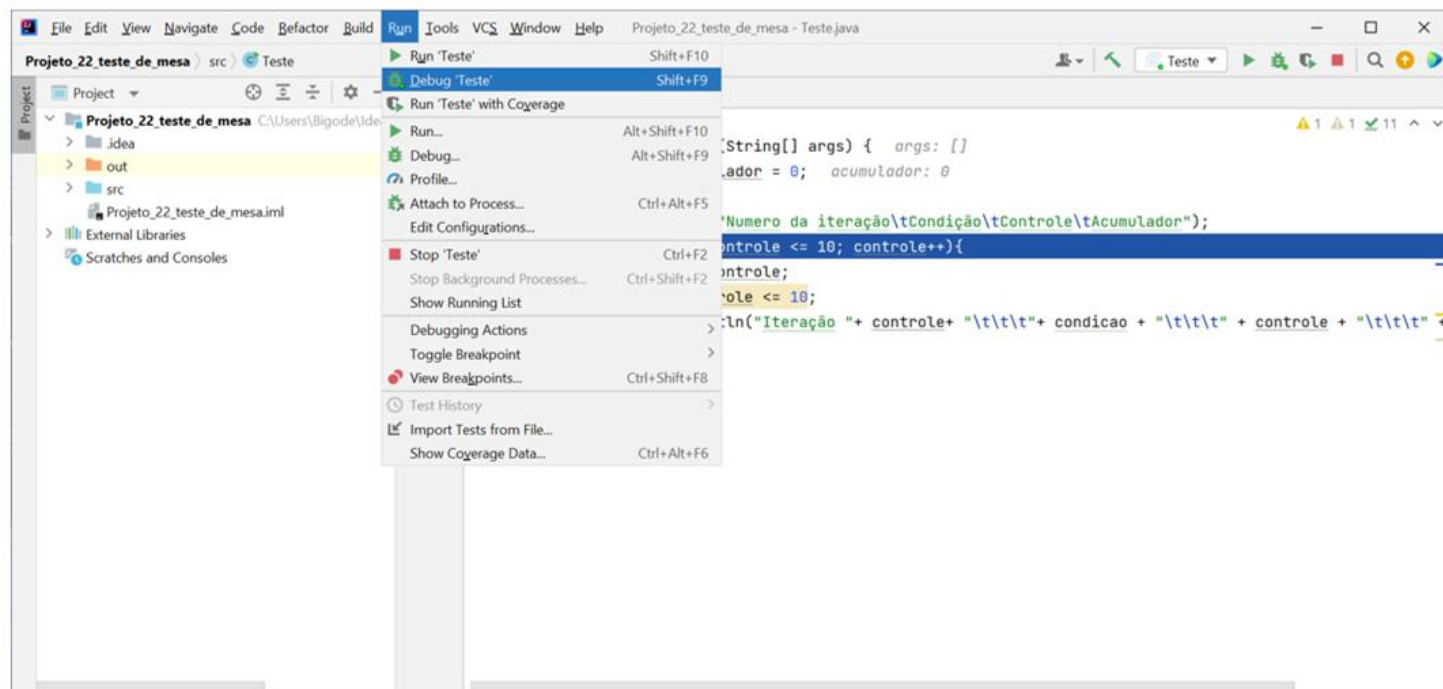 File Edit View Navigate Code Refactor Build Run Tools VCS Window Help Projeto_22_teste_de_mesa - Teste.java
Projeto_22_teste_de_mesa src Teste
Teste
Project
Project
Projeto_22_teste_de_mesa C:\Users\Bigode\Ide
.idea
out
src
Projeto_22_teste_de_mesa.iml
External Libraries
Scratches and Consoles
Run 'Teste' Shift+F10
Debug 'Teste' Shift+F9
Run 'Teste' with Coverage
Run... Alt+Shift+F10
Debug... Alt+Shift+F9
Profile...
Attach to Process... Ctrl+Alt+F5
Edit Configurations...
Stop 'Teste' Ctrl+F2
Stop Background Processes... Ctrl+Shift+F2
Show Running List
Debugging Actions
Toggle Breakpoint
View Breakpoints... Ctrl+Shift+F8
Test History
Import Tests from File...
Show Coverage Data... Ctrl+Alt+F6
1 1 11
(String[] args) { args: []
ador = 0; acumulador: 0
"Numero da iteração\tCondição\tControle\tAcumulador");
ontrole <= 10; controle++){
ontrole;
role <= 10;
ln("Iteração "+ controle+ "\t\t\t"+ condicao + "\t\t\t" + controle + "\t\t\t" +